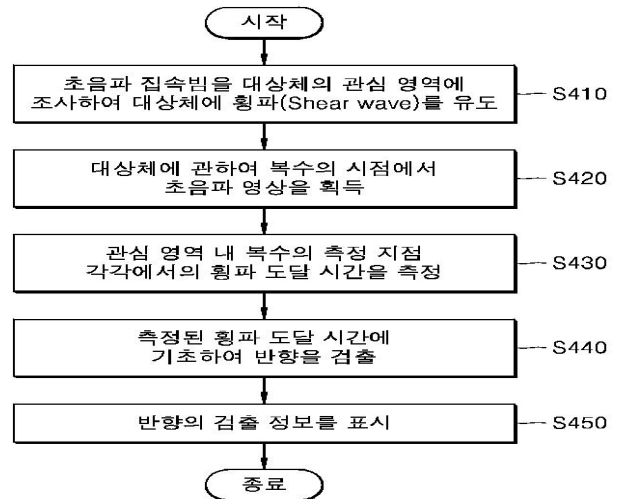 시작
초음파 집속빔을 대상체의 관심 영역에
조사하여 대상체에 횡파(Shear wave)를 유도
S410
대상체에 관하여 복수의 시점에서
초음파 영상을 획득
S420
관심 영역 내 복수의 측정 지점
각각에서의 횡파 도달 시간을 측정
S430
측정된 횡파 도달 시간에
기초하여 반향을 검출
S440
반향의 검출 정보를 표시
S450
종료